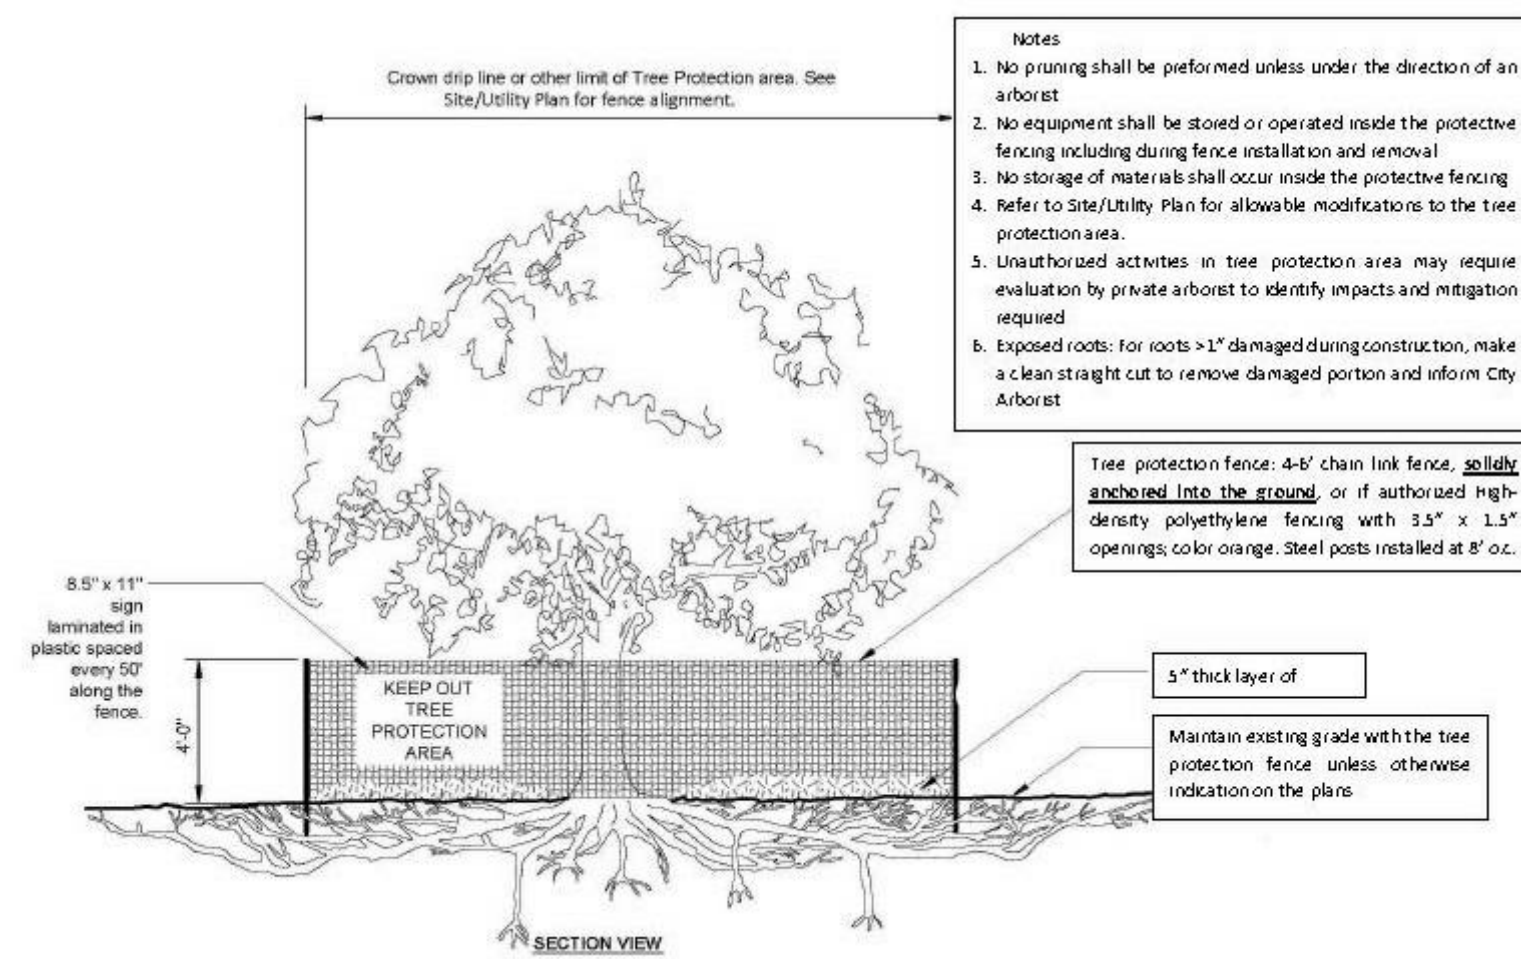 Crown drip line or other limit of Tree Protection area. See
Site/Utility Plan for fence alignment.
Notes
1. No pruning shall be preformed unless under the direction of an
arborist
2. No equipment shall be stored or operated inside the protective
fencing including during fence installation and removal
3. No storage of materials shall occur inside the protective fencing
4. Refer to Site/Utility Plan for allowable modifications to the tree
protection area.
5. Unauthorized activities in tree protection area may require
evaluation by private arborist to identify impacts and mitigation
required
6. Exposed roots: For roots >1" damaged during construction, make
a clean straight cut to remove damaged portion and inform City
Arborist
Tree protection fence: 4-6' chain link fence, solidly
anchored into the ground, or if authorized High-
density polyethylene fencing with 3.5" x 1.5"
openings; color orange. Steel posts installed at 8' o.c.
8.5" x 11"
sign
laminated in
plastic spaced
every 50'
along the
fence.
4'-0"
KEEP OUT
TREE
PROTECTION
AREA
5" thick layer of
Maintain existing grade with the tree
protection fence unless otherwise
indication on the plans
SECTION VIEW